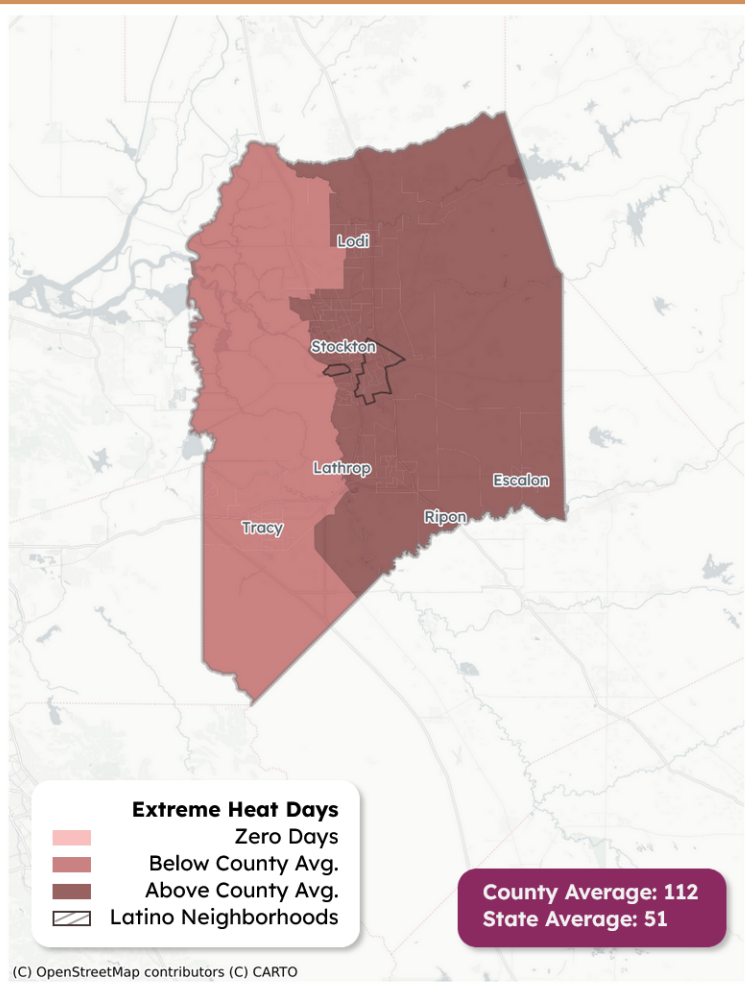 Lodi
Stockton
Lathrop
Escalon
Ripon
Tracy
Extreme Heat Days
Zero Days
Below County Avg.
Above County Avg.
Latino Neighborhoods
County Average: 112
State Average: 51
(C) OpenStreetMap contributors (C) CARTO